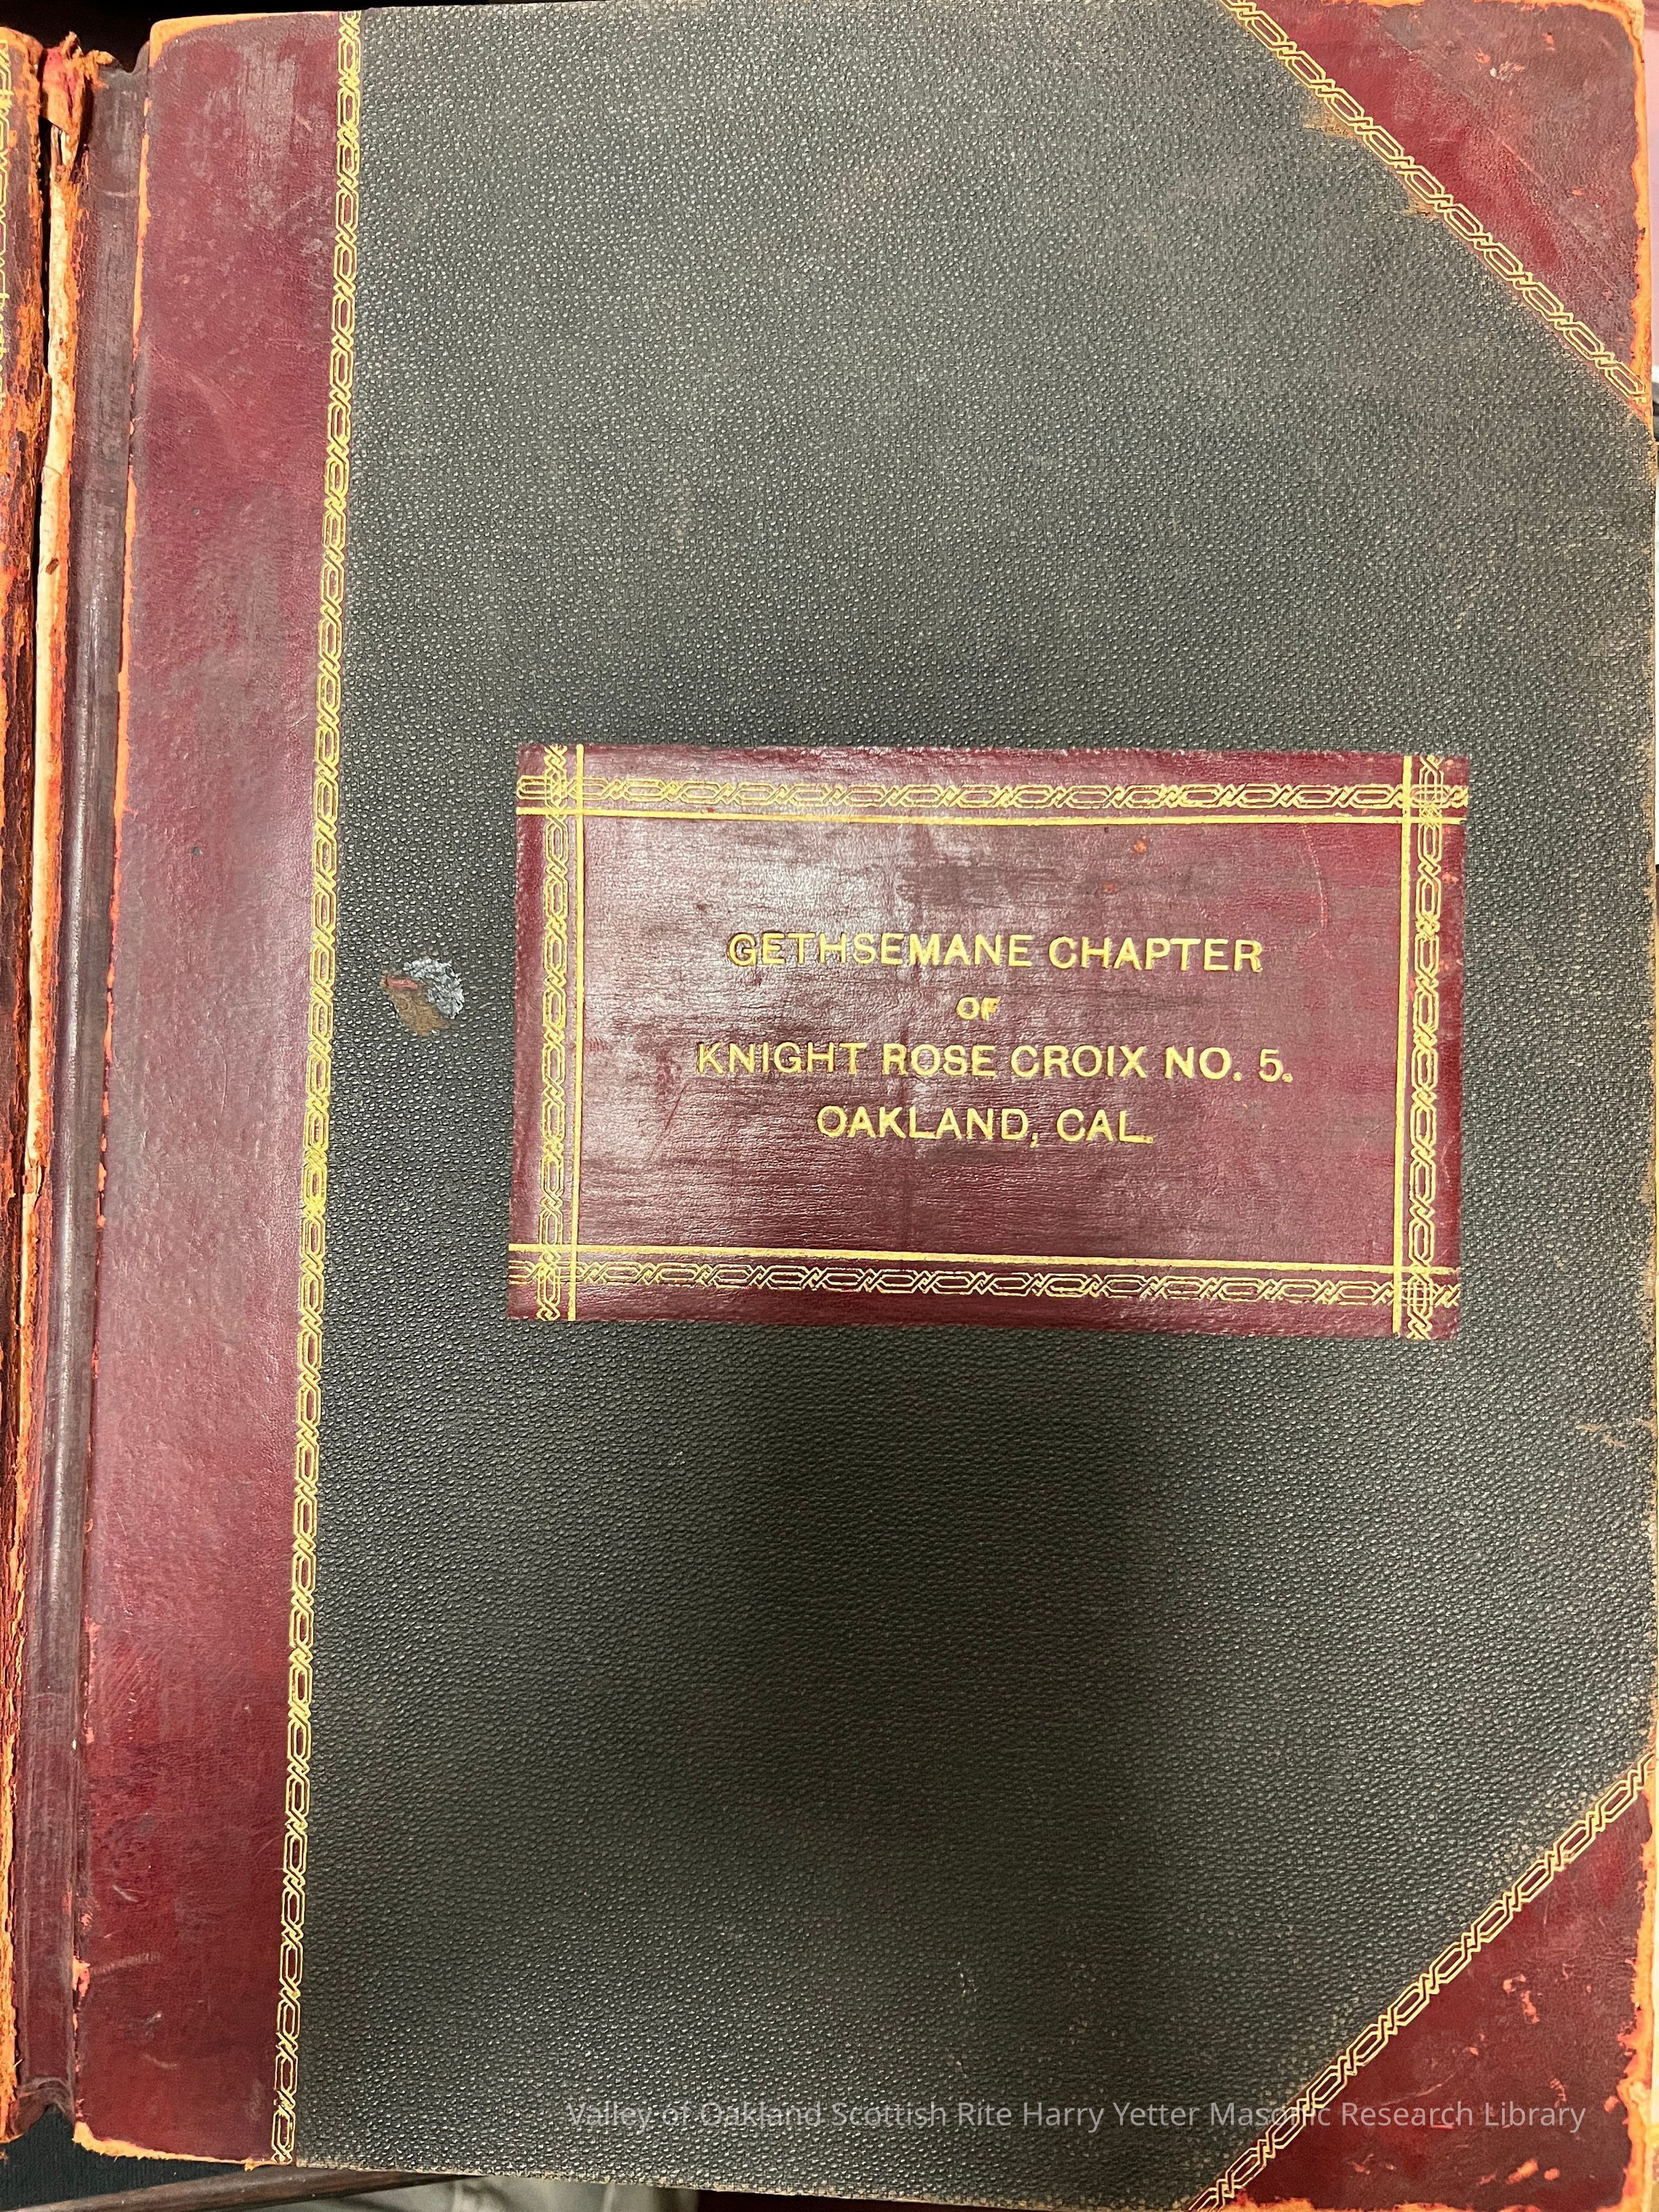 GETHSEMANE CHAPTER
OF
KNIGHT ROSE CROIX NO. 5.
OAKLAND, CAL.
Valley of Oakland Scottish Rite Harry Yetter Masonic Research Library